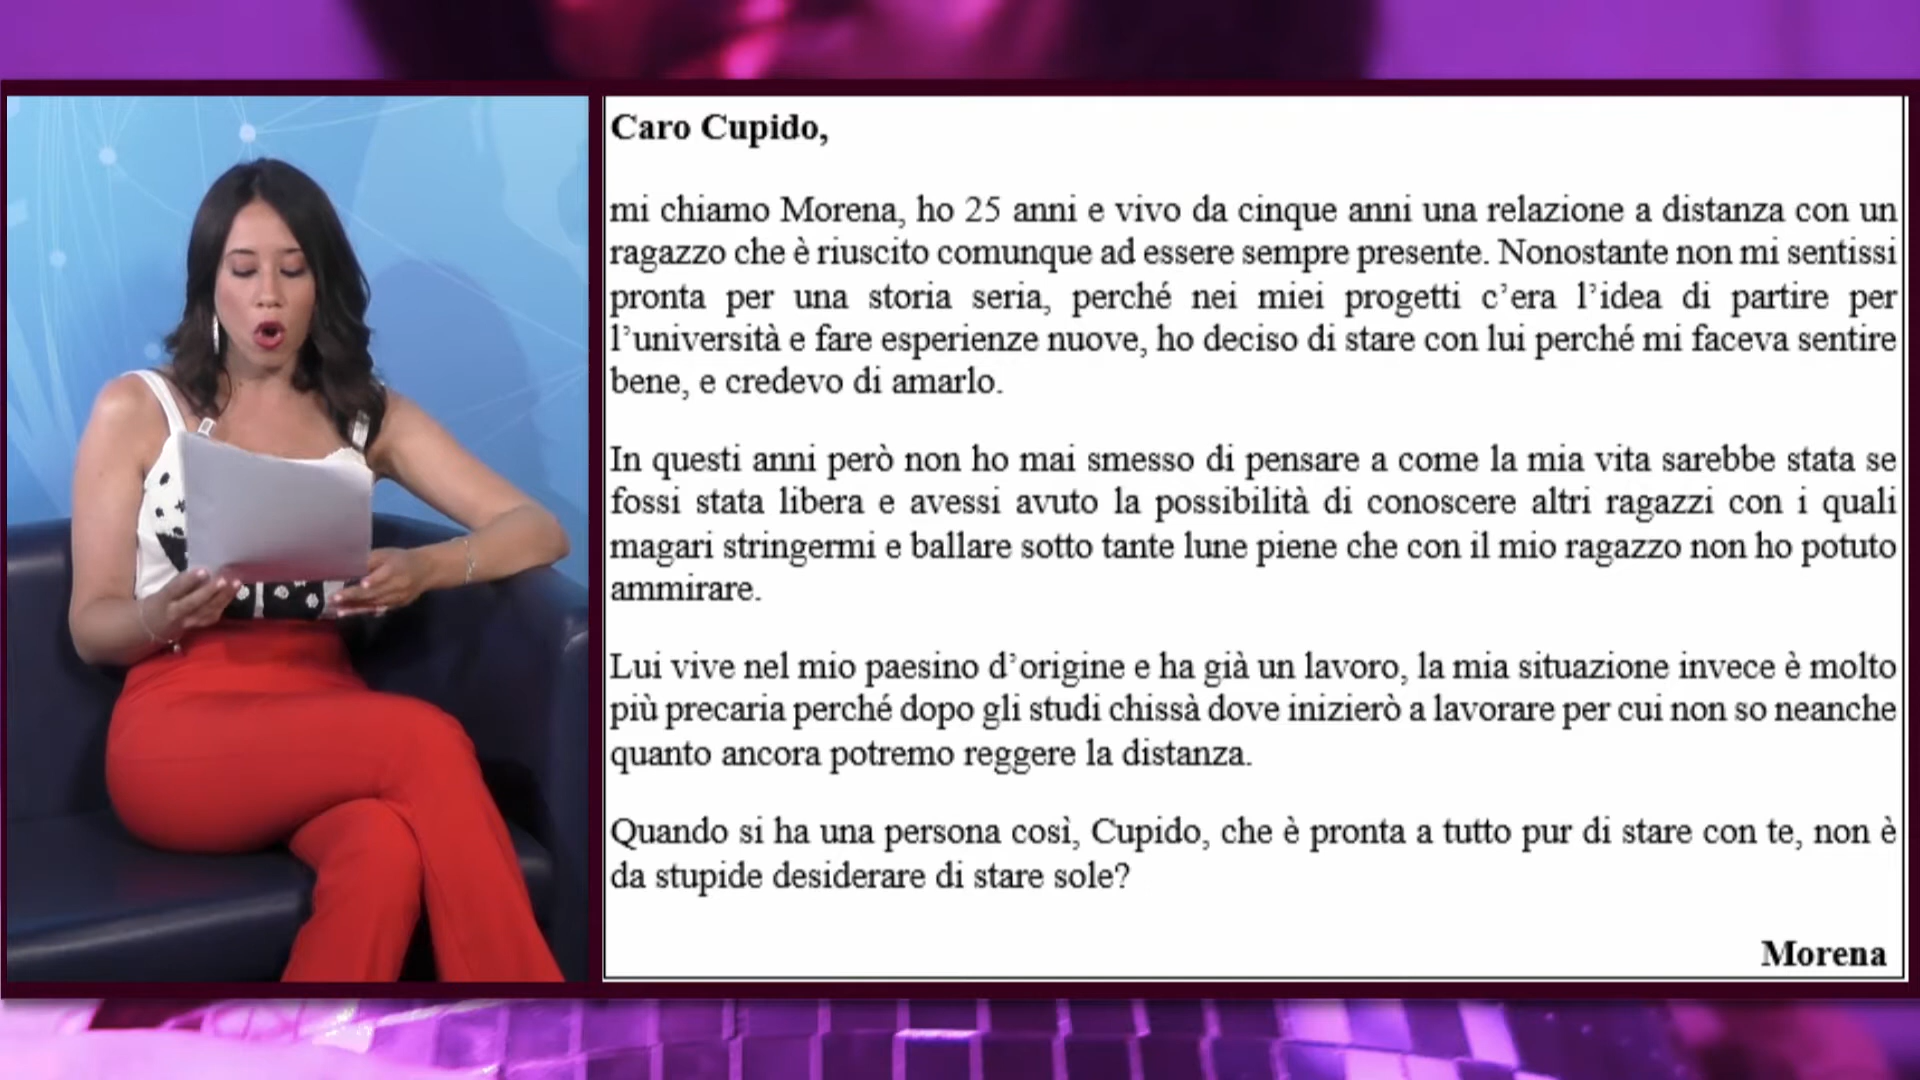 Caro Cupido,
mi chiamo Morena, ho 25 anni e vivo da cinque anni una relazione a distanza con un
ragazzo che è riuscito comunque ad essere sempre presente. Nonostante non mi sentissi
pronta per una storia seria, perché nei miei progetti c’era l’idea di partire per
l’università e fare esperienze nuove, ho deciso di stare con lui perché mi faceva sentire
bene, e credevo di amarlo.
In questi anni però non ho mai smesso di pensare a come la mia vita sarebbe stata se
fossi stata libera e avessi avuto la possibilità di conoscere altri ragazzi con i quali
magari stringermi e ballare sotto tante lune piene che con il mio ragazzo non ho potuto
ammirare.
Lui vive nel mio paesino d’origine e ha già un lavoro, la mia situazione invece è molto
più precaria perché dopo gli studi chissà dove inizierò a lavorare per cui non so neanche
quanto ancora potremo reggere la distanza.
Quando si ha una persona così, Cupido, che è pronta a tutto pur di stare con te, non è
da stupide desiderare di stare sole?
Morena